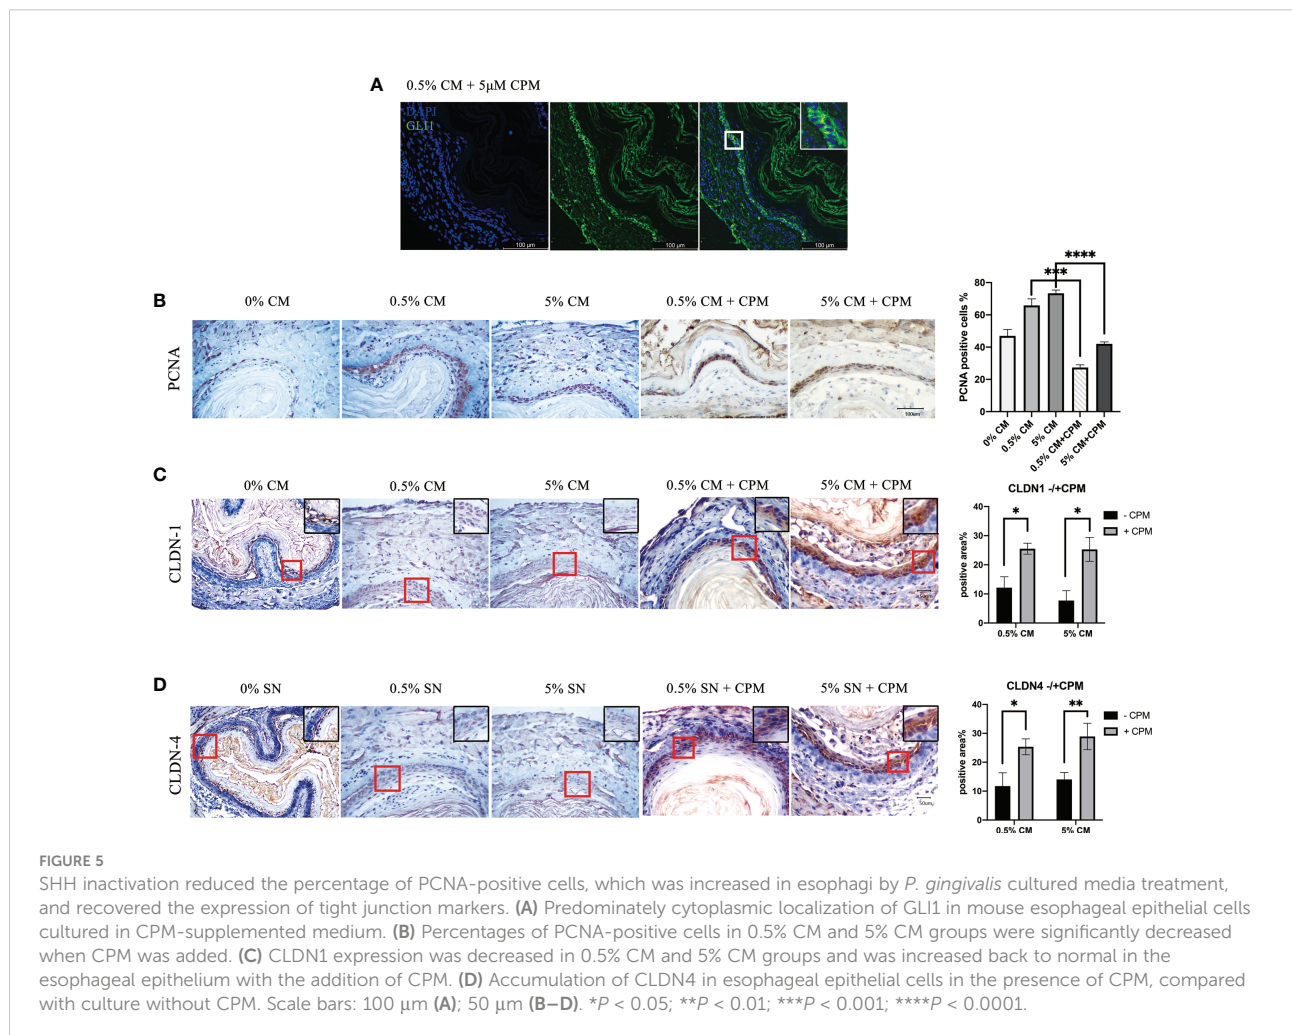 A 0.5% CM + 5μM CPM
DAPI
GLI1
100 μm 100 μm 100 μm
B
0% CM 0.5% CM 5% CM 0.5% CM + CPM 5% CM + CPM
PCNA
100um
**** 
***
PCNA positive cells %
80
60
40
20
0
0% CM
0.5% CM
5% CM
0.5% CM+CPM
5% CM+CPM
C
0% CM 0.5% CM 5% CM 0.5% CM + CPM 5% CM + CPM
CLDN-1
CLDN1 -/+CPM
- CPM
+ CPM
* *
positive area%
40
30
20
10
0
0.5% CM 5% CM
D
0% SN 0.5% SN 5% SN 0.5% SN + CPM 5% SN + CPM
CLDN-4
50um
CLDN4 -/+CPM
- CPM
+ CPM
* **
positive area%
40
30
20
10
0
0.5% CM 5% CM
FIGURE 5
SHH inactivation reduced the percentage of PCNA-positive cells, which was increased in esophagi by P. gingivalis cultured media treatment,
and recovered the expression of tight junction markers. (A) Predominately cytoplasmic localization of GLI1 in mouse esophageal epithelial cells
cultured in CPM-supplemented medium. (B) Percentages of PCNA-positive cells in 0.5% CM and 5% CM groups were significantly decreased
when CPM was added. (C) CLDN1 expression was decreased in 0.5% CM and 5% CM groups and was increased back to normal in the
esophageal epithelium with the addition of CPM. (D) Accumulation of CLDN4 in esophageal epithelial cells in the presence of CPM, compared
with culture without CPM. Scale bars: 100 μm (A); 50 μm (B–D). *P < 0.05; **P < 0.01; ***P < 0.001; ****P < 0.0001.